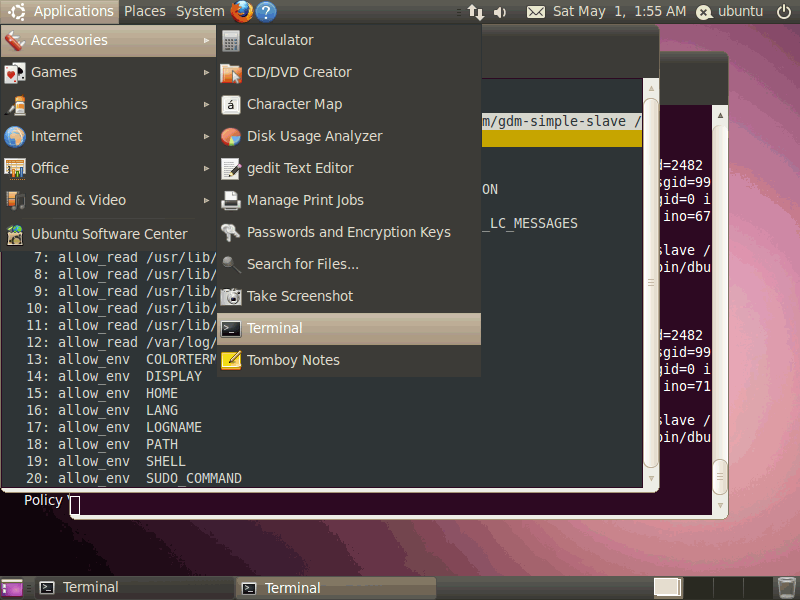 Applications Places System Sat May 1, 1:55 AM ubuntu
Accessories
Games
Graphics
Internet
Office
Sound & Video
Ubuntu Software Center
Calculator
CD/DVD Creator
Character Map
Disk Usage Analyzer
gedit Text Editor
Manage Print Jobs
Passwords and Encryption Keys
Search for Files...
Take Screenshot
Terminal
Tomboy Notes
m/gdm-simple-slave /
ON
_LC_MESSAGES
7: allow_read /usr/lib/
8: allow_read /usr/lib/
9: allow_read /usr/lib/
10: allow_read /usr/lib/
11: allow_read /usr/lib/
12: allow_read /var/log/
13: allow_env COLORTERM
14: allow_env DISPLAY
15: allow_env HOME
16: allow_env LANG
17: allow_env LOGNAME
18: allow_env PATH
19: allow_env SHELL
20: allow_env SUDO_COMMAND
d=2482
sgid=99
gid=0 i
ino=67
slave /
bin/dbu
d=2482
sgid=99
gid=0 i
ino=71
slave /
bin/dbu
Policy
Terminal Terminal